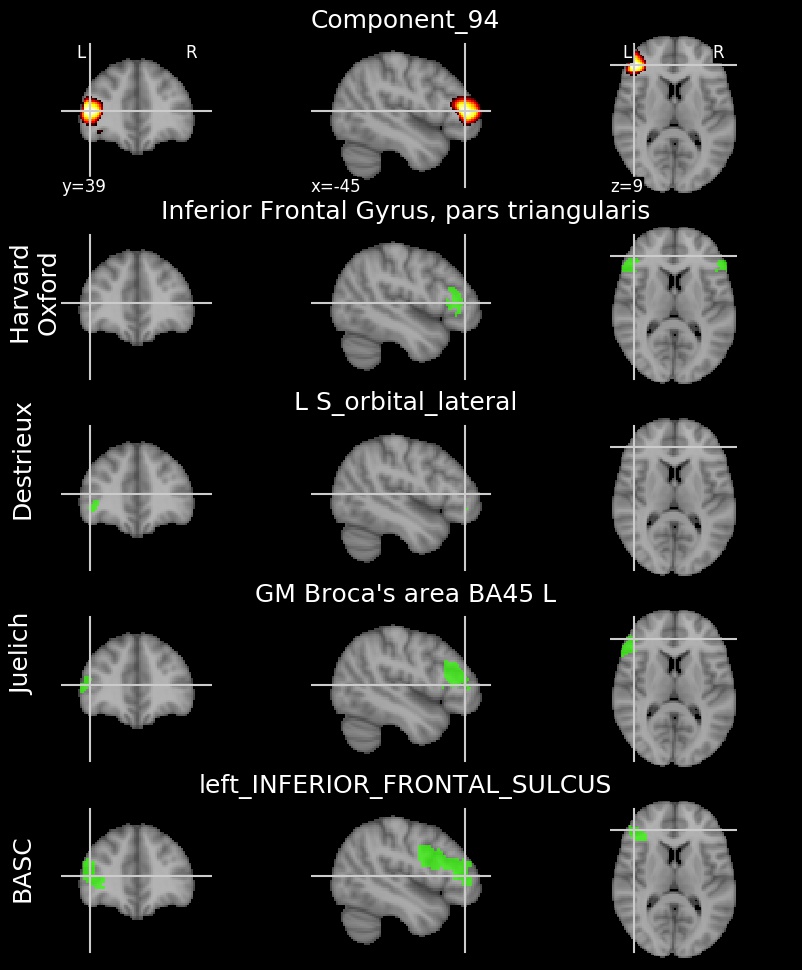 Component_94
L
R
L
R
y=39
x=-45
z=9
Inferior Frontal Gyrus, pars triangularis
Harvard
Oxford
L S_orbital_lateral
Destrieux
GM Broca's area BA45 L
Juelich
left_INFERIOR_FRONTAL_SULCUS
BASC